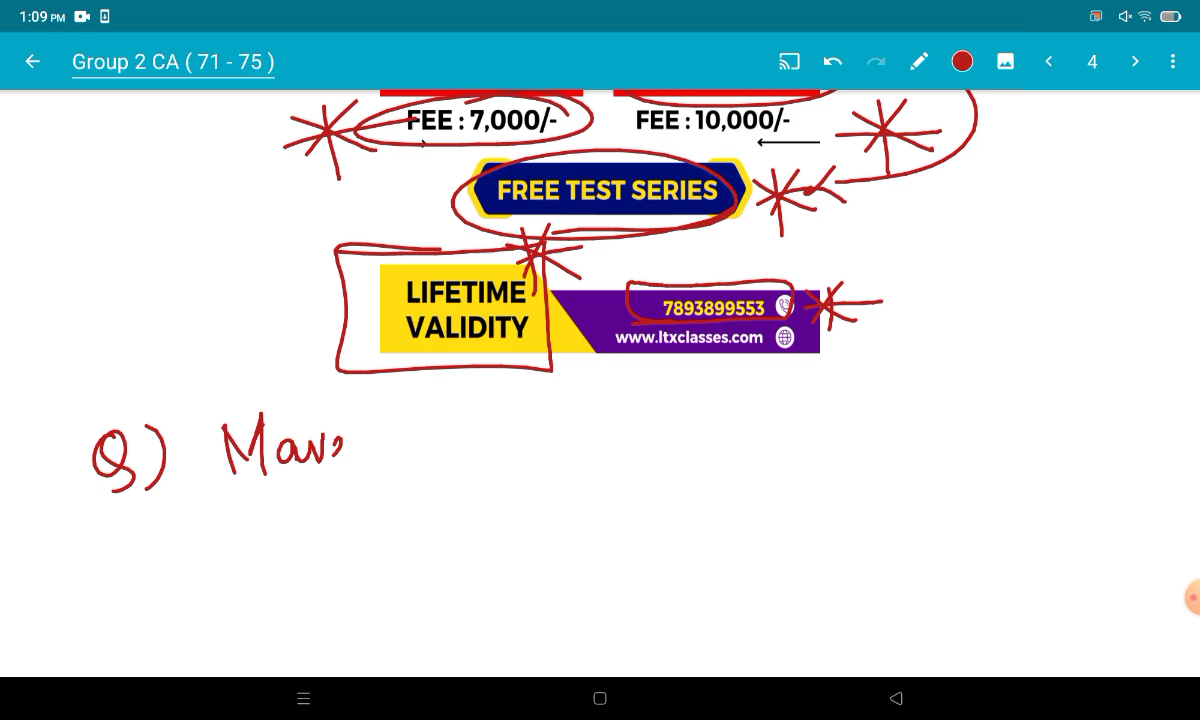 1:09 PM
Group 2 CA ( 71 - 75 )
4
FEE : 7,000/- FEE : 10,000/-
FREE TEST SERIES
LIFETIME
VALIDITY
7893899553
www.ltxclasses.com
Q)